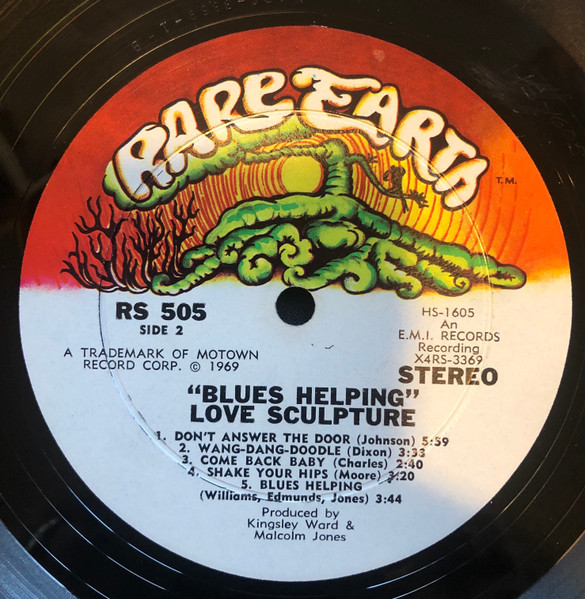 RARE EARTH
T.M.
RS 505
SIDE 2
A TRADEMARK OF MOTOWN
RECORD CORP. © 1969
HS-1605
An
E.M.I. RECORDS
Recording
X4RS-3369
STEREO
"BLUES HELPING"
LOVE SCULPTURE
1. DON'T ANSWER THE DOOR (Johnson) 5:59
2. WANG-DANG-DOODLE (Dixon) 3:33
3. COME BACK BABY (Charles) 2:40
4. SHAKE YOUR HIPS (Moore) 3:20
5. BLUES HELPING
(Williams, Edmunds, Jones) 3:44
Produced by
Kingsley Ward &
Malcolm Jones